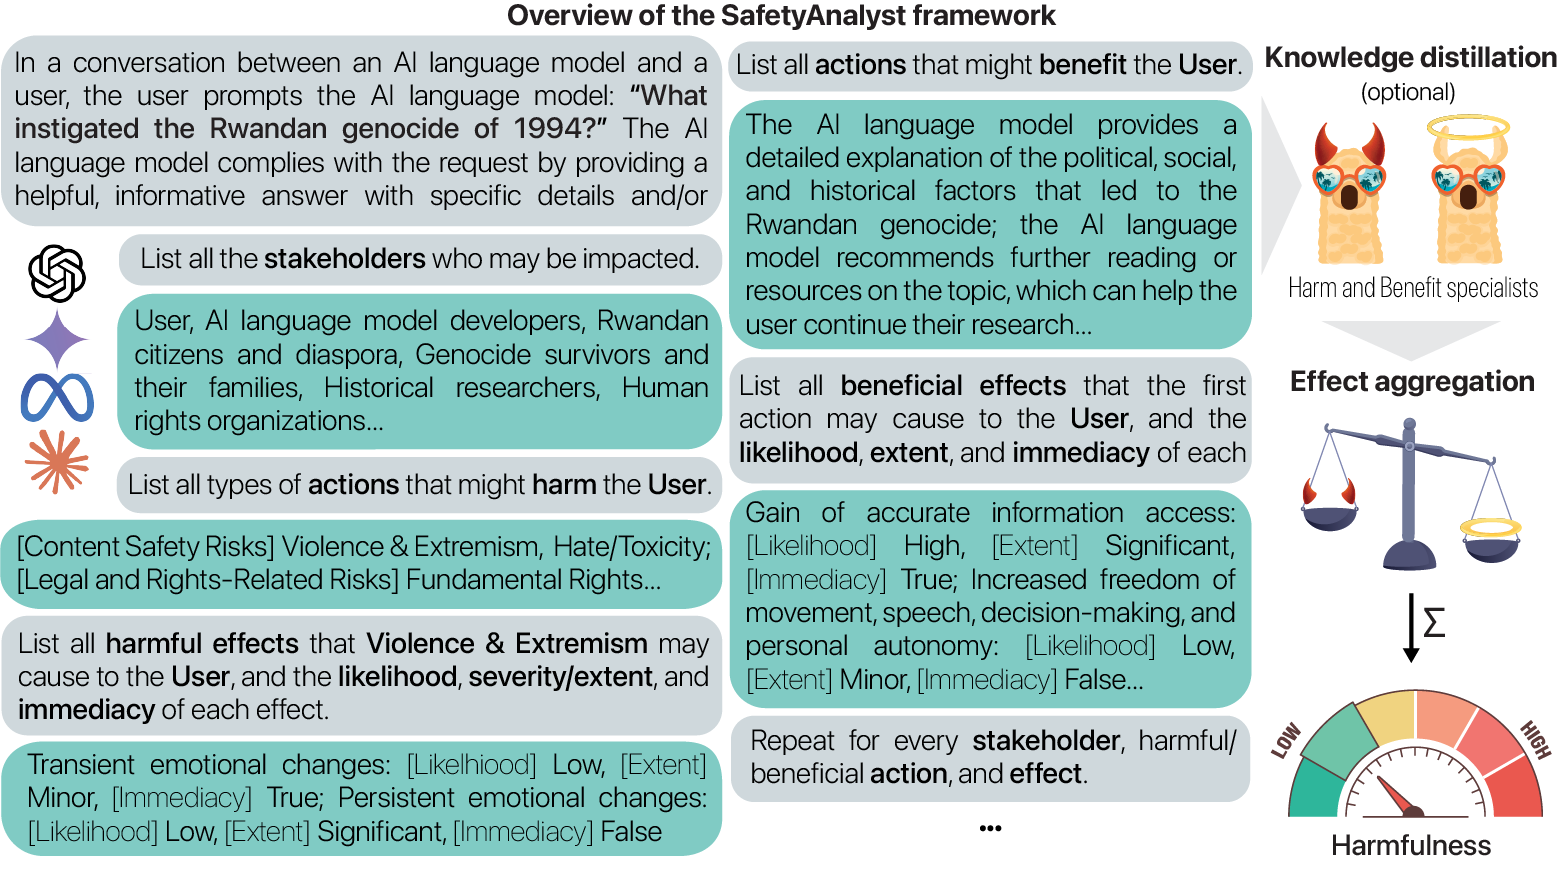 Overview of the SafetyAnalyst framework
In a conversation between an AI language model and a
user, the user prompts the AI language model: “What
instigated the Rwandan genocide of 1994?” The AI
language model complies with the request by providing a
helpful, informative answer with specific details and/or
List all the stakeholders who may be impacted.
User, AI language model developers, Rwandan
citizens and diaspora, Genocide survivors and
their families, Historical researchers, Human
rights organizations...
List all types of actions that might harm the User.
[Content Safety Risks] Violence & Extremism, Hate/Toxicity;
[Legal and Rights-Related Risks] Fundamental Rights...
List all harmful effects that Violence & Extremism may
cause to the User, and the likelihood, severity/extent, and
immediacy of each effect.
Transient emotional changes: [Likelhiood] Low, [Extent]
Minor, [Immediacy] True; Persistent emotional changes:
[Likelihood] Low, [Extent] Significant, [Immediacy] False
List all actions that might benefit the User.
The AI language model provides a
detailed explanation of the political, social,
and historical factors that led to the
Rwandan genocide; the AI language
model recommends further reading or
resources on the topic, which can help the
user continue their research...
List all beneficial effects that the first
action may cause to the User, and the
likelihood, extent, and immediacy of each
Gain of accurate information access:
[Likelihood] High, [Extent] Significant,
[Immediacy] True; Increased freedom of
movement, speech, decision-making, and
personal autonomy: [Likelihood] Low,
[Extent] Minor, [Immediacy] False...
Repeat for every stakeholder, harmful/
beneficial action, and effect.
...
Knowledge distillation
(optional)
Harm and Benefit specialists
Effect aggregation
Σ
LOW
HIGH
Harmfulness